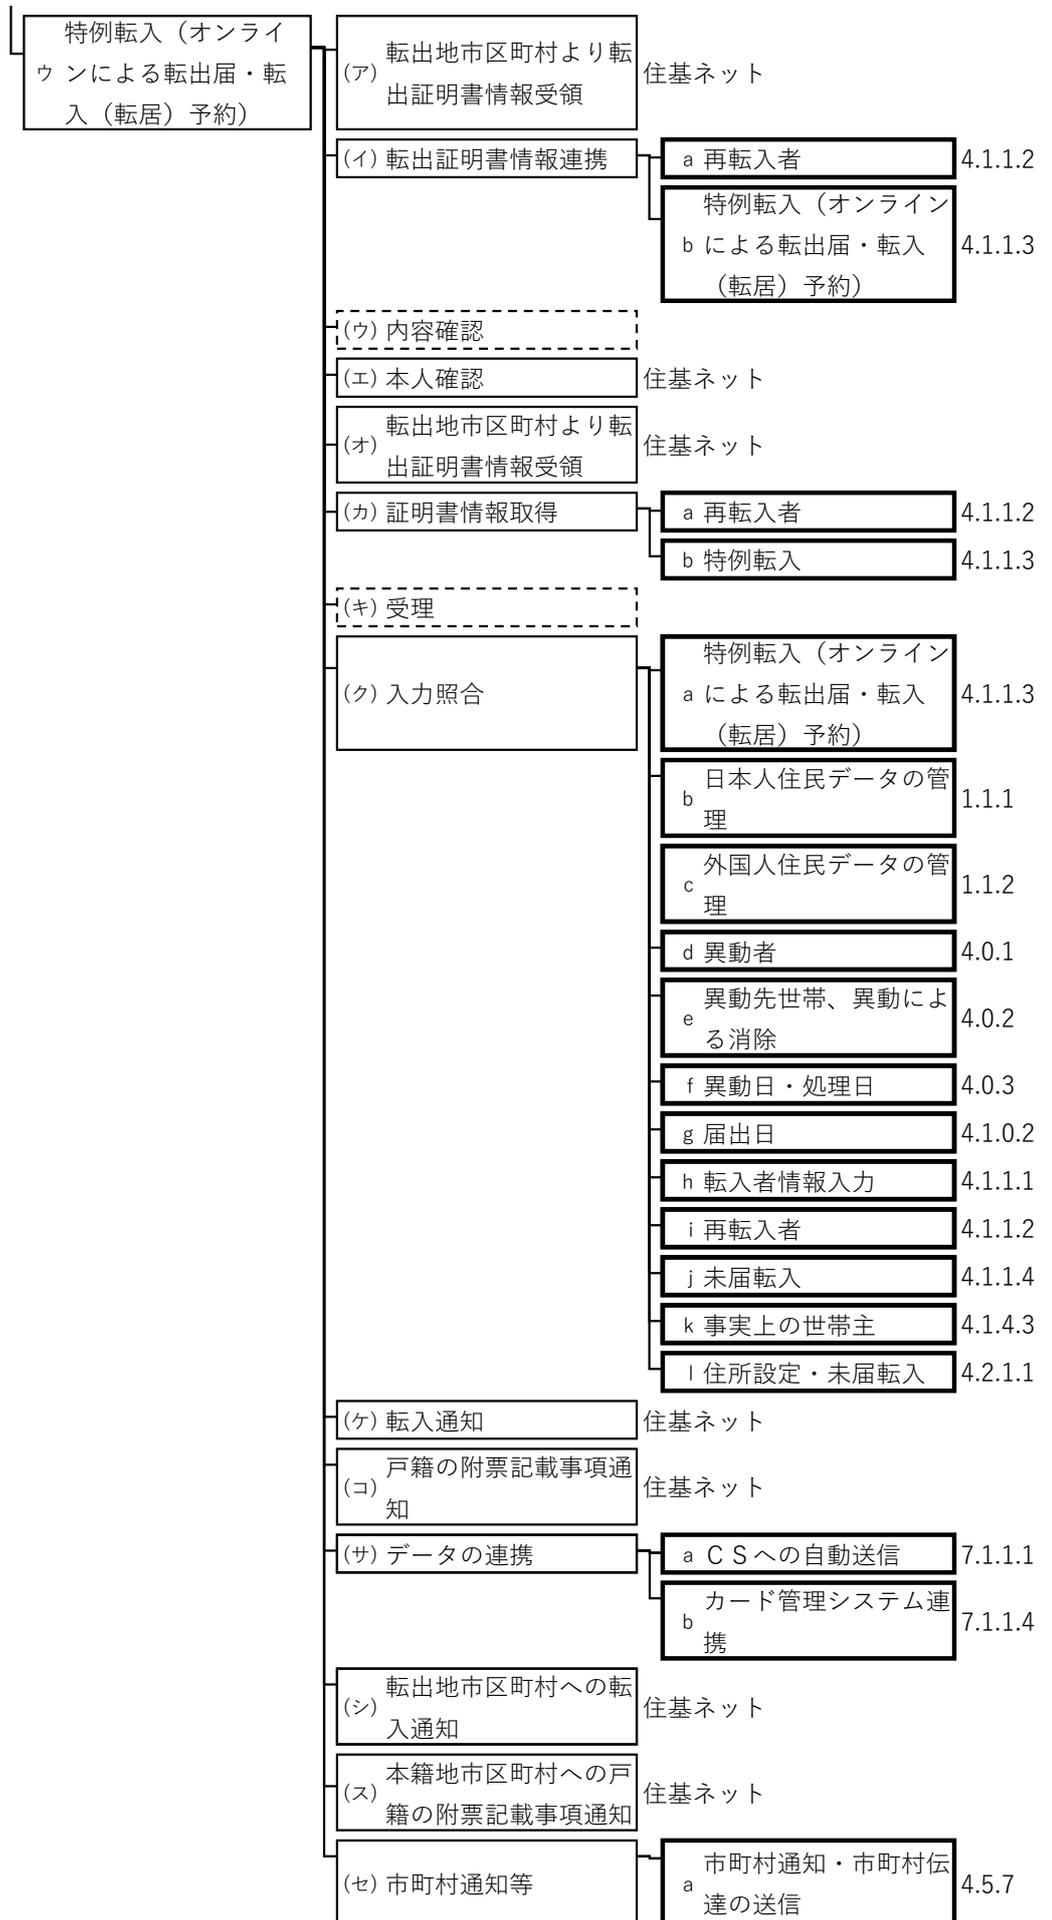 特例転入（オンライ
ウ ンによる転出届・転
入（転居）予約）
(ア) 転出地市区町村より転
出証明書情報受領
住基ネット
(イ) 転出証明書情報連携
a 再転入者 4.1.1.2
特例転入（オンライン
b による転出届・転入 4.1.1.3
（転居）予約）
(ウ) 内容確認
(エ) 本人確認 住基ネット
(オ) 転出地市区町村より転
出証明書情報受領
住基ネット
(カ) 証明書情報取得
a 再転入者 4.1.1.2
b 特例転入 4.1.1.3
(キ) 受理
(ク) 入力照合
特例転入（オンライン
a による転出届・転入 4.1.1.3
（転居）予約）
b 日本人住民データの管
理
1.1.1
c 外国人住民データの管
理
1.1.2
d 異動者 4.0.1
e 異動先世帯、異動によ
る消除
4.0.2
f 異動日・処理日 4.0.3
g 届出日 4.1.0.2
h 転入者情報入力 4.1.1.1
i 再転入者 4.1.1.2
j 未届転入 4.1.1.4
k 事実上の世帯主 4.1.4.3
l 住所設定・未届転入 4.2.1.1
(ケ) 転入通知 住基ネット
(コ) 戸籍の附票記載事項通
知
住基ネット
(サ) データの連携
a ＣＳへの自動送信 7.1.1.1
b カード管理システム連
携
7.1.1.4
(シ) 転出地市区町村への転
入通知
住基ネット
(ス) 本籍地市区町村への戸
籍の附票記載事項通知
住基ネット
(セ) 市町村通知等
a 市町村通知・市町村伝
達の送信
4.5.7